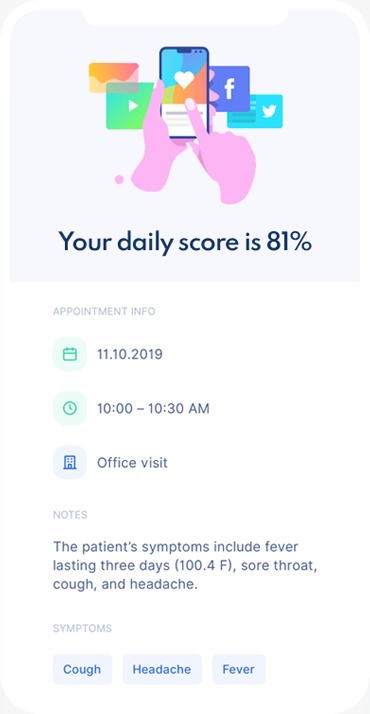 Your daily score is 81%
APPOINTMENT INFO
11.10.2019
10:00 – 10:30 AM
Office visit
NOTES
The patient’s symptoms include fever
lasting three days (100.4 F), sore throat,
cough, and headache.
SYMPTOMS
Cough Headache Fever